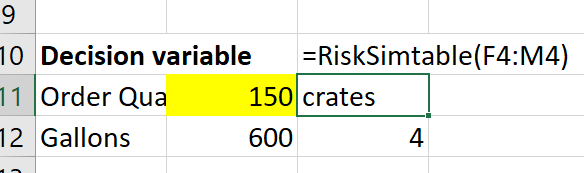 9
10 Decision variable =RiskSimtable(F4:M4)
11 Order Qua 150 crates
12 Gallons 600 4